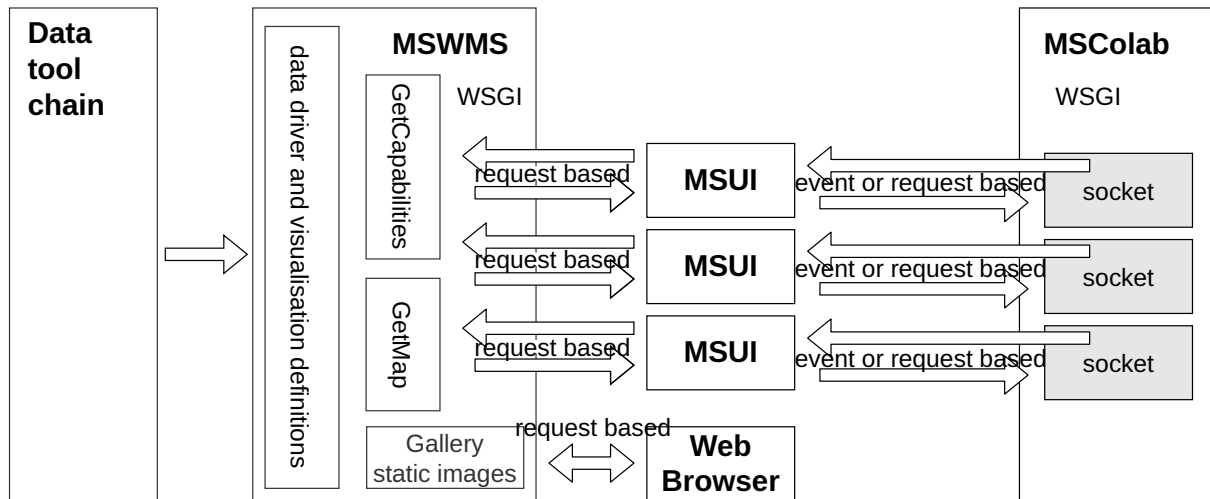 Data
tool
chain
data driver and visualisation definitions
MSWMS
WSGI
GetCapabilities
GetMap
Gallery
static images
request based
request based
request based
request based
MSUI
MSUI
MSUI
Web
Browser
event or request based
event or request based
event or request based
MSColab
WSGI
socket
socket
socket